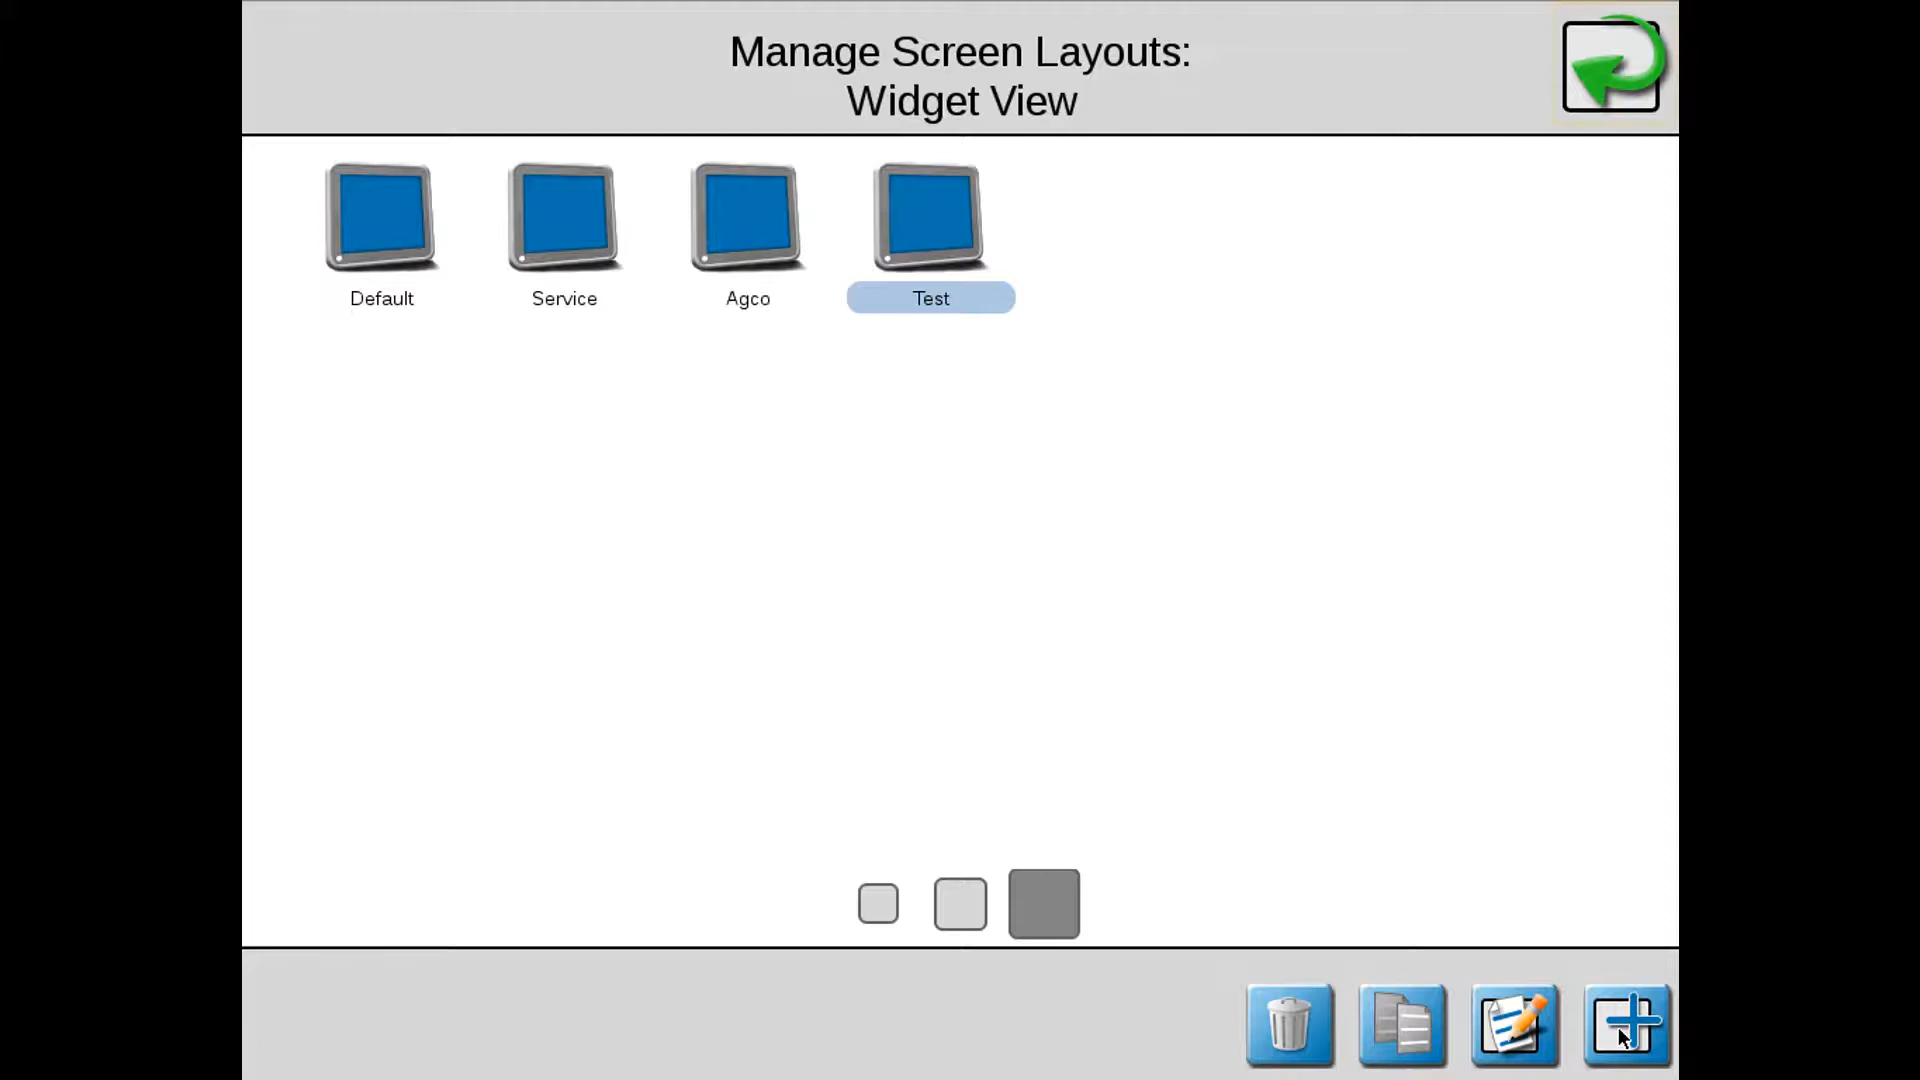 Manage Screen Layouts:
Widget View
Default
Service
Agco
Test